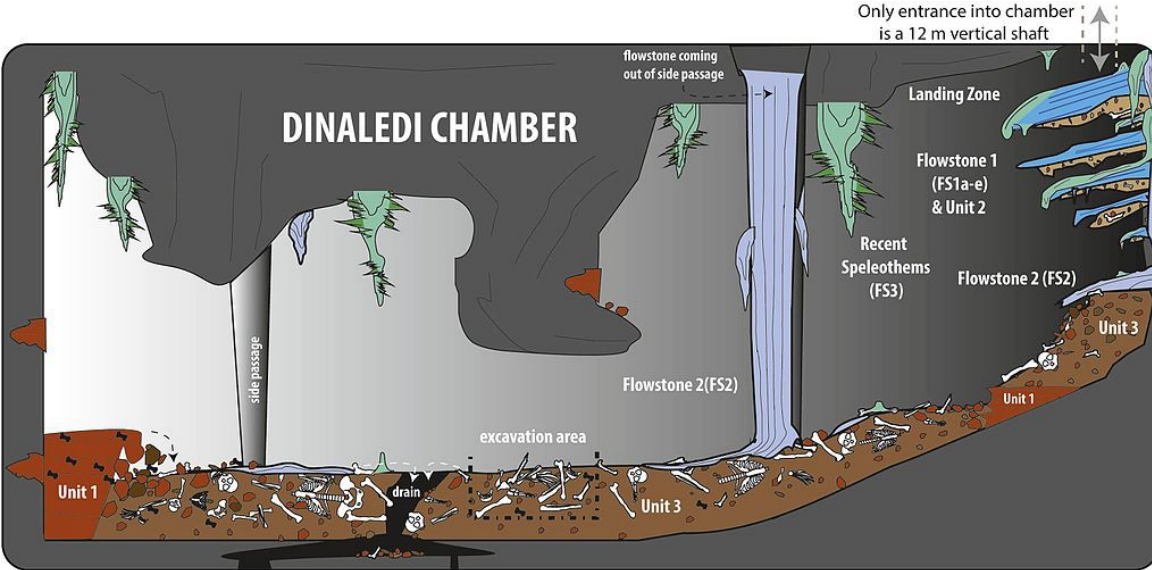 Only entrance into chamber
is a 12 m vertical shaft
flowstone coming
out of side passage
DINALEDI CHAMBER
Landing Zone
Flowstone 1
(FS1a-e)
& Unit 2
Recent
Speleothems
(FS3)
Flowstone 2 (FS2)
Unit 3
side passage
Flowstone 2(FS2)
Unit 1
excavation area
Unit 1
drain
Unit 3